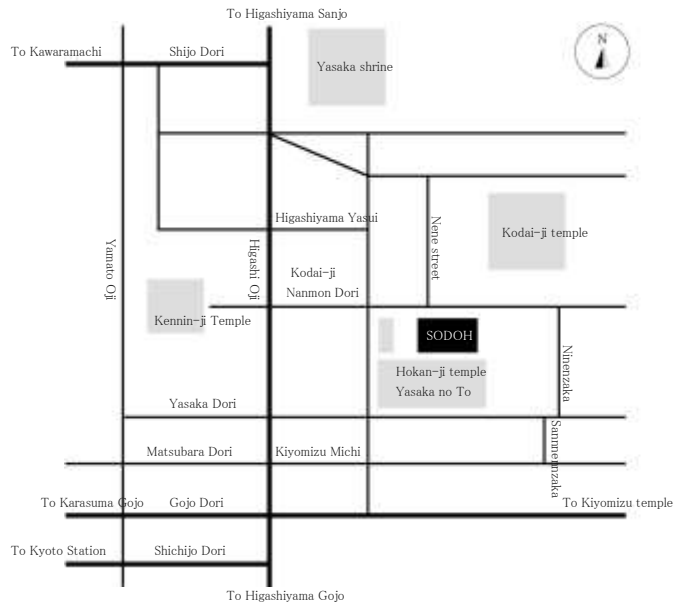 To Higashiyama Sanjo
N
To Kawaramachi
Shijo Dori
Yasaka shrine
Higashiyama Yasui
Nene street
Kodai-ji temple
Yamato Oji
Higashi Oji
Kodai-ji
Nanmon Dori
Kennin-ji Temple
SODOH
Hokan-ji temple
Yasaka no To
Ninenzaka
Yasaka Dori
Sannnennzaka
Matsubara Dori
Kiyomizu Michi
To Karasuma Gojo
Gojo Dori
To Kiyomizu temple
To Kyoto Station
Shichijo Dori
To Higashiyama Gojo